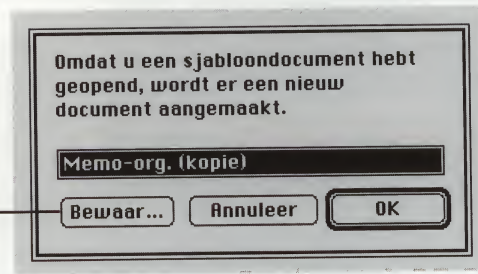 Omdat u een sjabloondocument hebt
geopend, wordt er een nieuw
document aangemaakt.
Memo-org. (kopie)
Bewaar... Annuleer OK